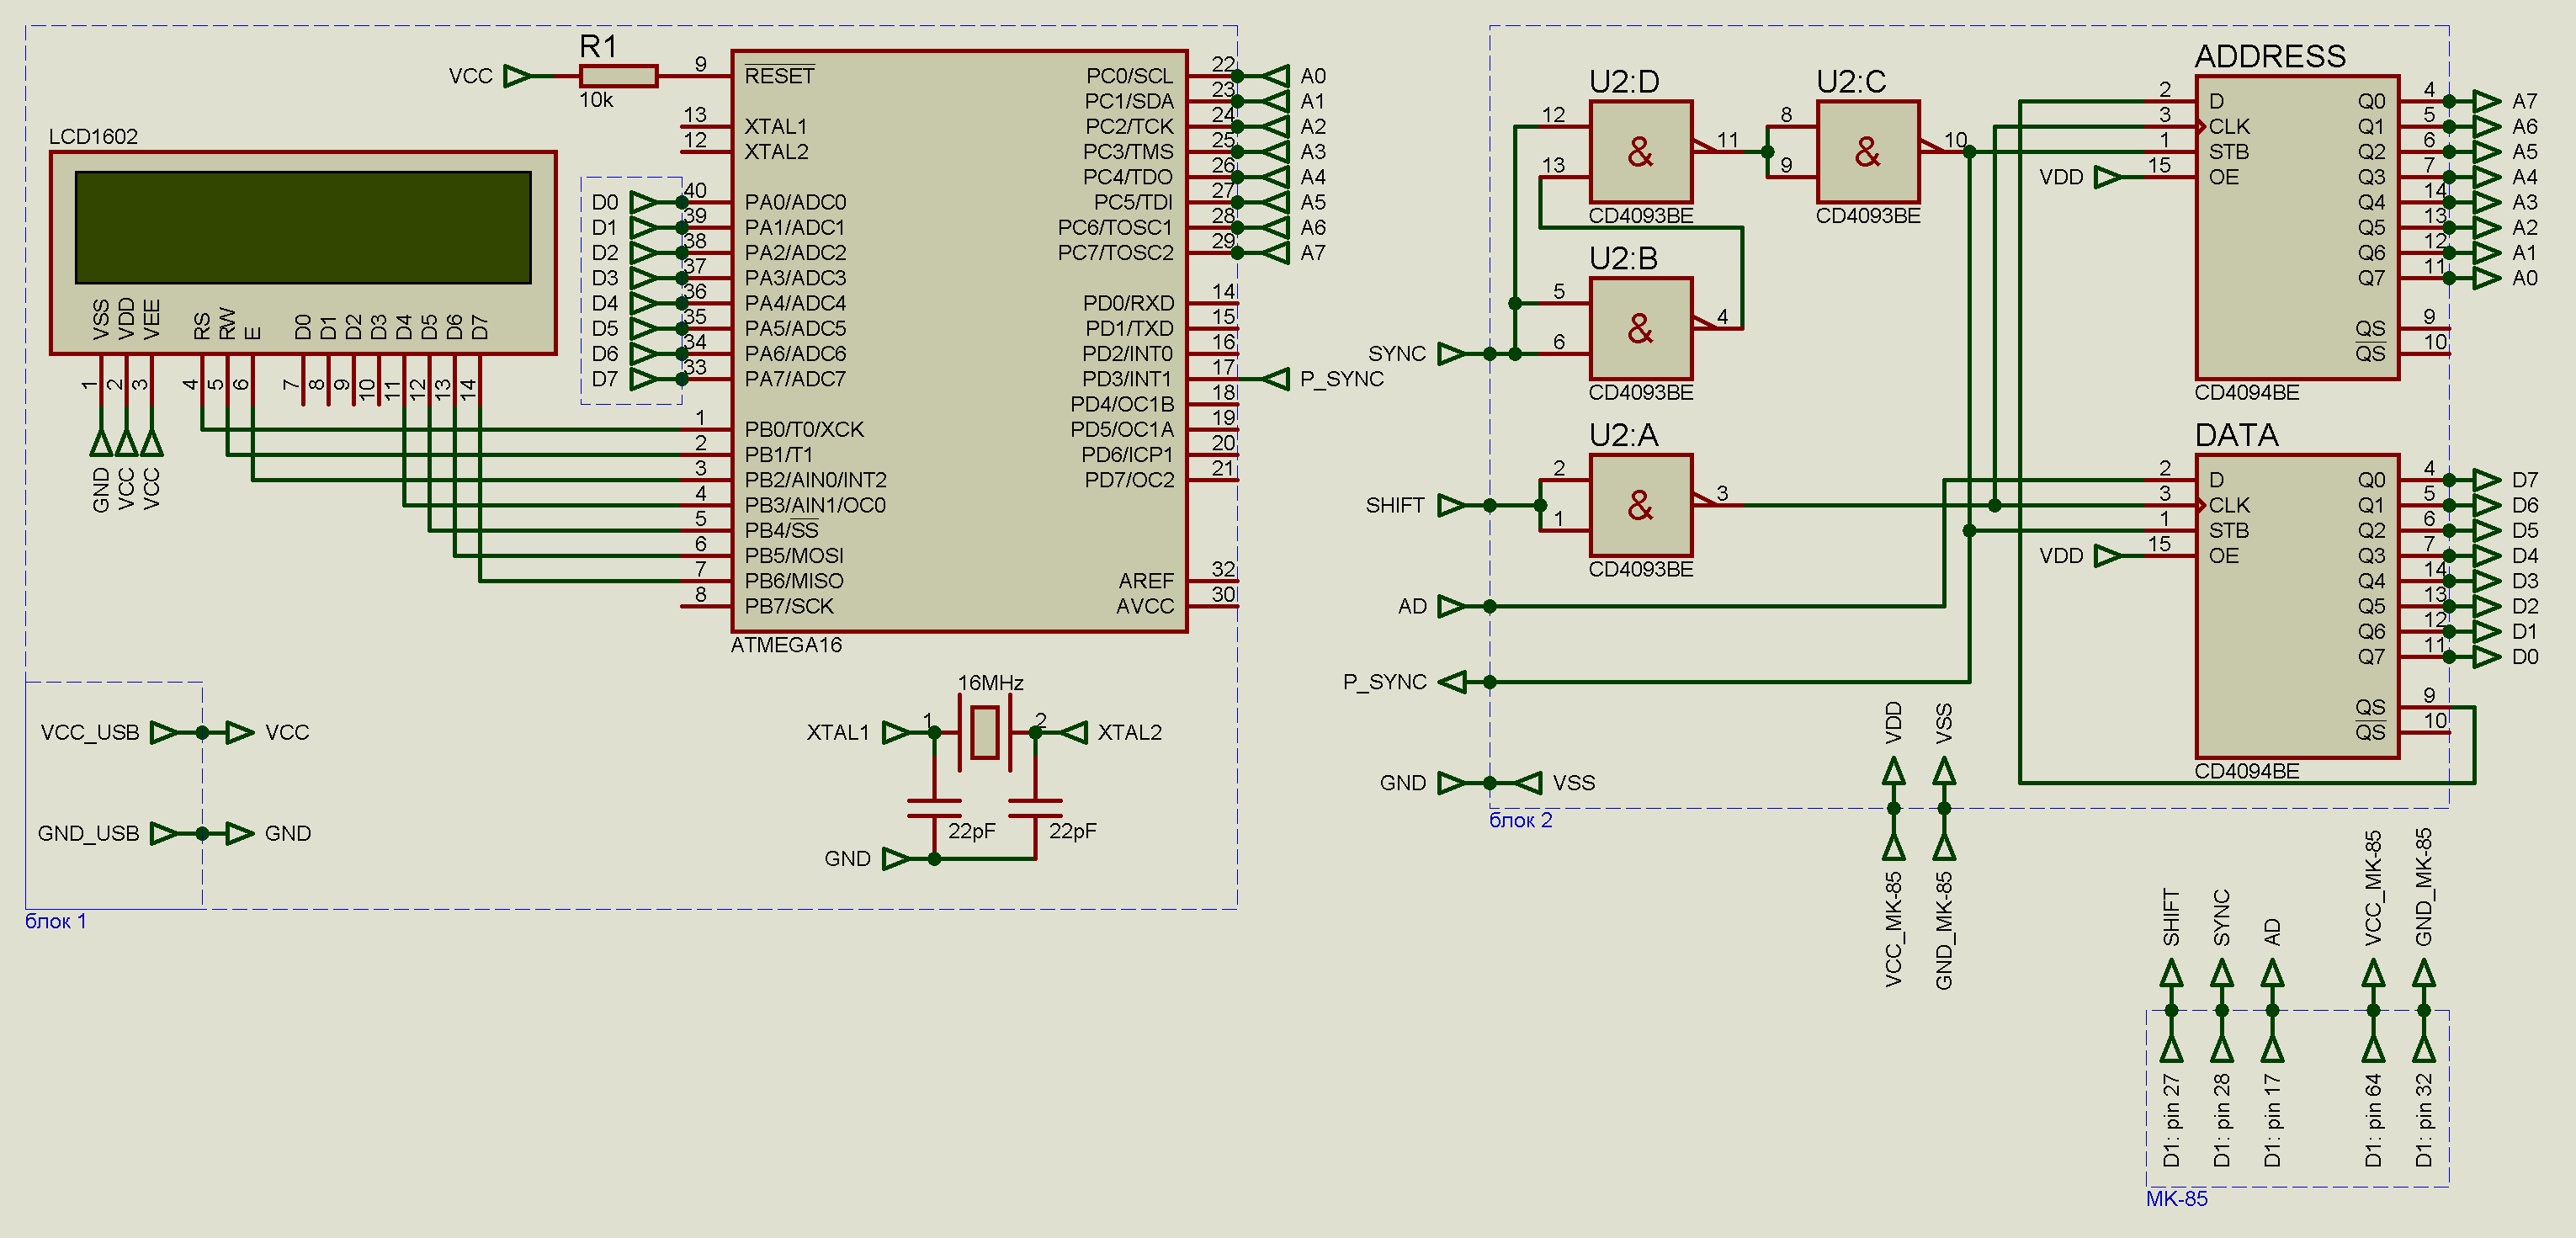 R1
10k
VCC
LCD1602
VSS
VDD
VEE
RS
RW
E
D0
D1
D2
D3
D4
D5
D6
D7
1
2
3
4
5
6
7
8
9
10
11
12
13
14
GND
VCC
VCC
D0
D1
D2
D3
D4
D5
D6
D7
9 RESET
13 XTAL1
12 XTAL2
40 PA0/ADC0
39 PA1/ADC1
38 PA2/ADC2
37 PA3/ADC3
36 PA4/ADC4
35 PA5/ADC5
34 PA6/ADC6
33 PA7/ADC7
1 PB0/T0/XCK
2 PB1/T1
3 PB2/AIN0/INT2
4 PB3/AIN1/OC0
5 PB4/SS
6 PB5/MOSI
7 PB6/MISO
8 PB7/SCK
PC0/SCL 22 A0
PC1/SDA 23 A1
PC2/TCK 24 A2
PC3/TMS 25 A3
PC4/TDO 26 A4
PC5/TDI 27 A5
PC6/TOSC1 28 A6
PC7/TOSC2 29 A7
PD0/RXD 14
PD1/TXD 15
PD2/INT0 16
PD3/INT1 17 P_SYNC
PD4/OC1B 18
PD5/OC1A 19
PD6/ICP1 20
PD7/OC2 21
AREF 32
AVCC 30
ATMEGA16
VCC_USB VCC
GND_USB GND
блок 1
16MHz
XTAL1 1 2 XTAL2
22pF 22pF
GND
U2:D
12
13
&
11
CD4093BE
U2:C
8
9
&
10
CD4093BE
U2:B
5
6
&
4
CD4093BE
U2:A
2
1
&
3
CD4093BE
SYNC
SHIFT
AD
P_SYNC
GND VSS
ADDRESS
2 D
3 CLK
1 STB
VDD 15 OE
Q0 4 A7
Q1 5 A6
Q2 6 A5
Q3 7 A4
Q4 14 A3
Q5 13 A2
Q6 12 A1
Q7 11 A0
QS 9
QS 10
CD4094BE
DATA
2 D
3 CLK
1 STB
VDD 15 OE
Q0 4 D7
Q1 5 D6
Q2 6 D5
Q3 7 D4
Q4 14 D3
Q5 13 D2
Q6 12 D1
Q7 11 D0
QS 9
QS 10
CD4094BE
блок 2
VDD
VSS
VCC_MK-85
GND_MK-85
SHIFT
SYNC
AD
VCC_MK-85
GND_MK-85
D1: pin 27
D1: pin 28
D1: pin 17
D1: pin 64
D1: pin 32
MK-85